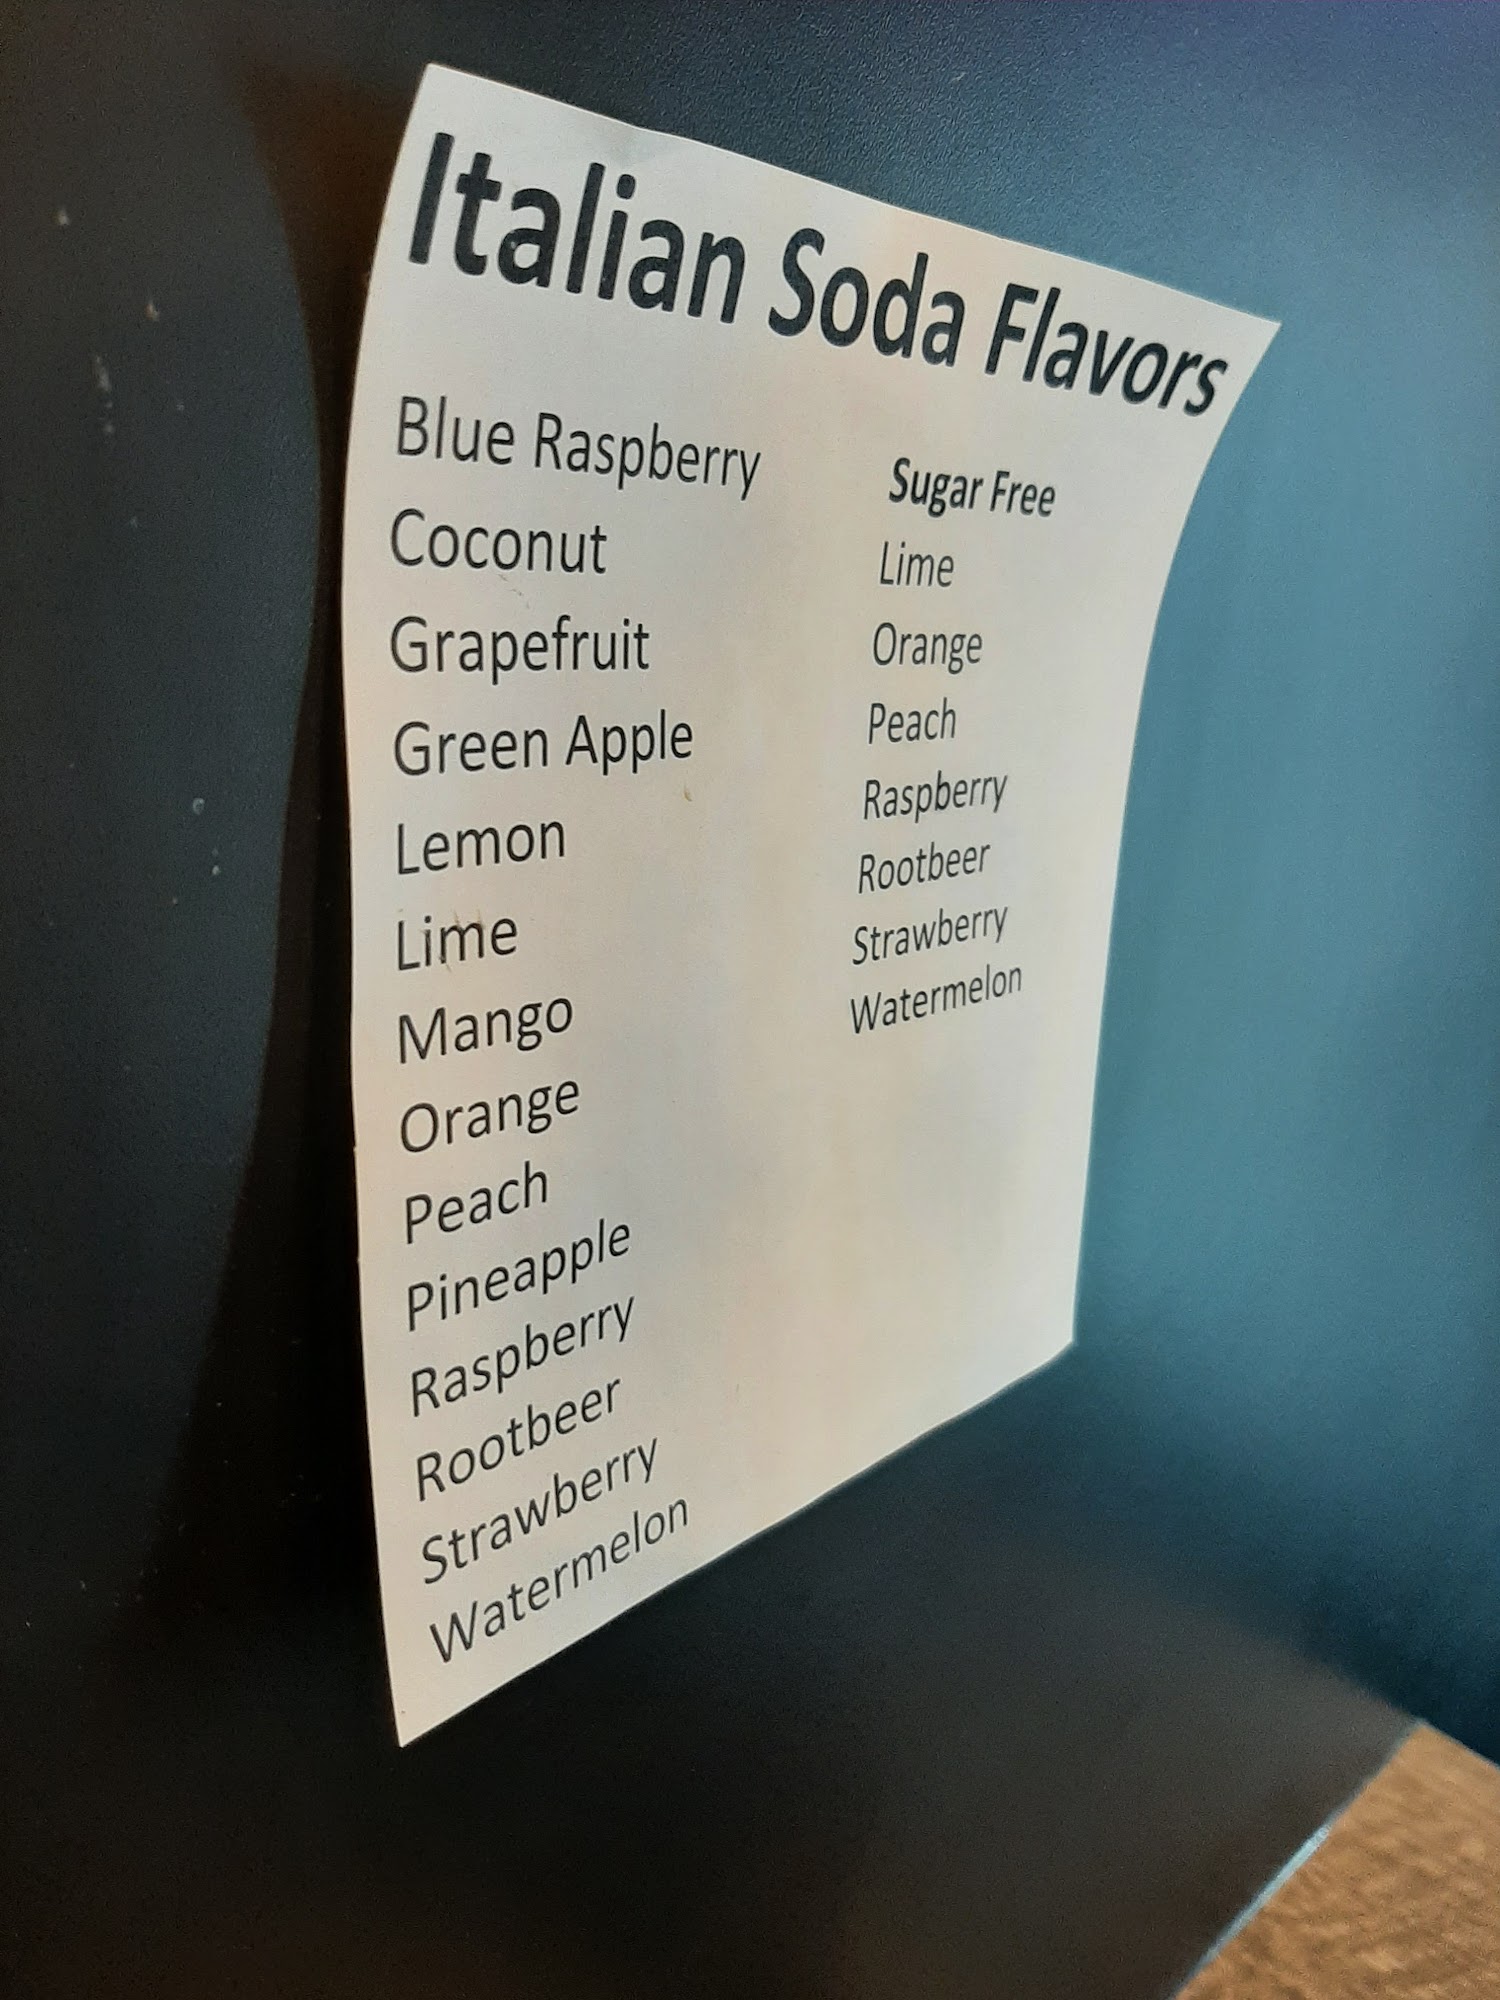 Italian Soda Flavors
Blue Raspberry
Coconut
Grapefruit
Green Apple
Lemon
Lime
Mango
Orange
Peach
Pineapple
Raspberry
Rootbeer
Strawberry
Watermelon
Sugar Free
Lime
Orange
Peach
Raspberry
Rootbeer
Strawberry
Watermelon